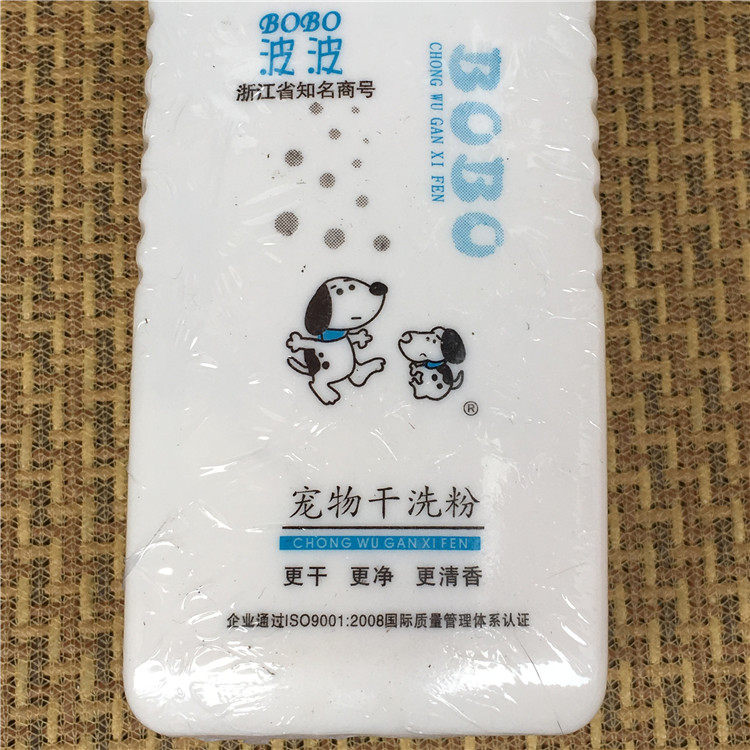 BOBO
波波
浙江省知名商号
BOBO
CHONG WU GAN XI FEN
®
宠物干洗粉
CHONG WU GAN XI FEN
更干 更净 更清香
企业通过ISO9001:2008国际质量管理体系认证